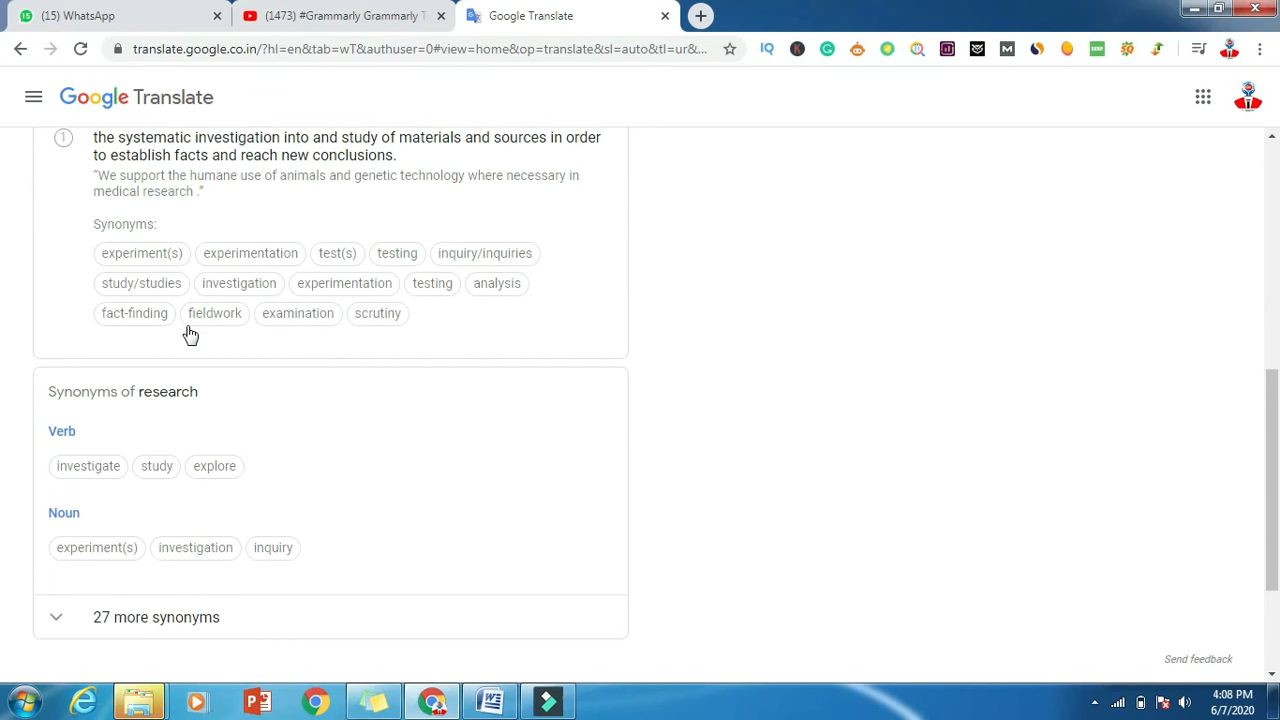 (15) WhatsApp
(1473) #Grammarly Grammarly T
Google Translate
translate.google.co.in/?hl=en&tab=wT&authuser=0#view=home&op=translate&sl=auto&tl=ur&...
Google Translate
1 the systematic investigation into and study of materials and sources in order
to establish facts and reach new conclusions.
“We support the humane use of animals and genetic technology where necessary in
medical research .”
Synonyms:
experiment(s) experimentation test(s) testing inquiry/inquiries
study/studies investigation experimentation testing analysis
fact-finding fieldwork examination scrutiny
Synonyms of research
Verb
investigate study explore
Noun
experiment(s) investigation inquiry
27 more synonyms
Send feedback
4:08 PM
6/7/2020